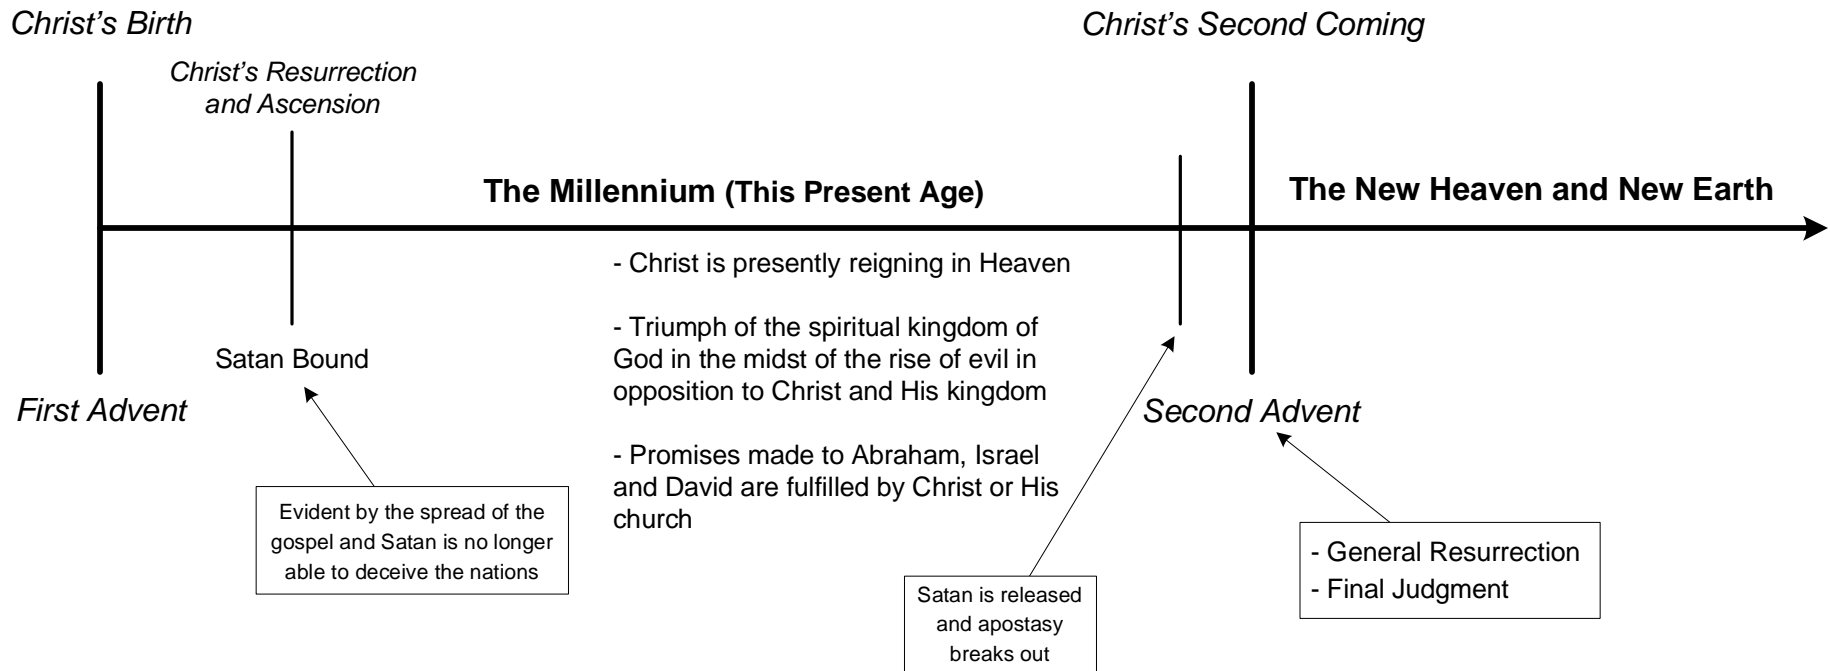 Christ's Birth
Christ's Second Coming
Christ's Resurrection
and Ascension
The Millennium (This Present Age)
The New Heaven and New Earth
- Christ is presently reigning in Heaven
- Triumph of the spiritual kingdom of
God in the midst of the rise of evil in
opposition to Christ and His kingdom
- Promises made to Abraham, Israel
and David are fulfilled by Christ or His
church
Satan Bound
First Advent
Second Advent
Evident by the spread of the
gospel and Satan is no longer
able to deceive the nations
Satan is released
and apostasy
breaks out
- General Resurrection
- Final Judgment